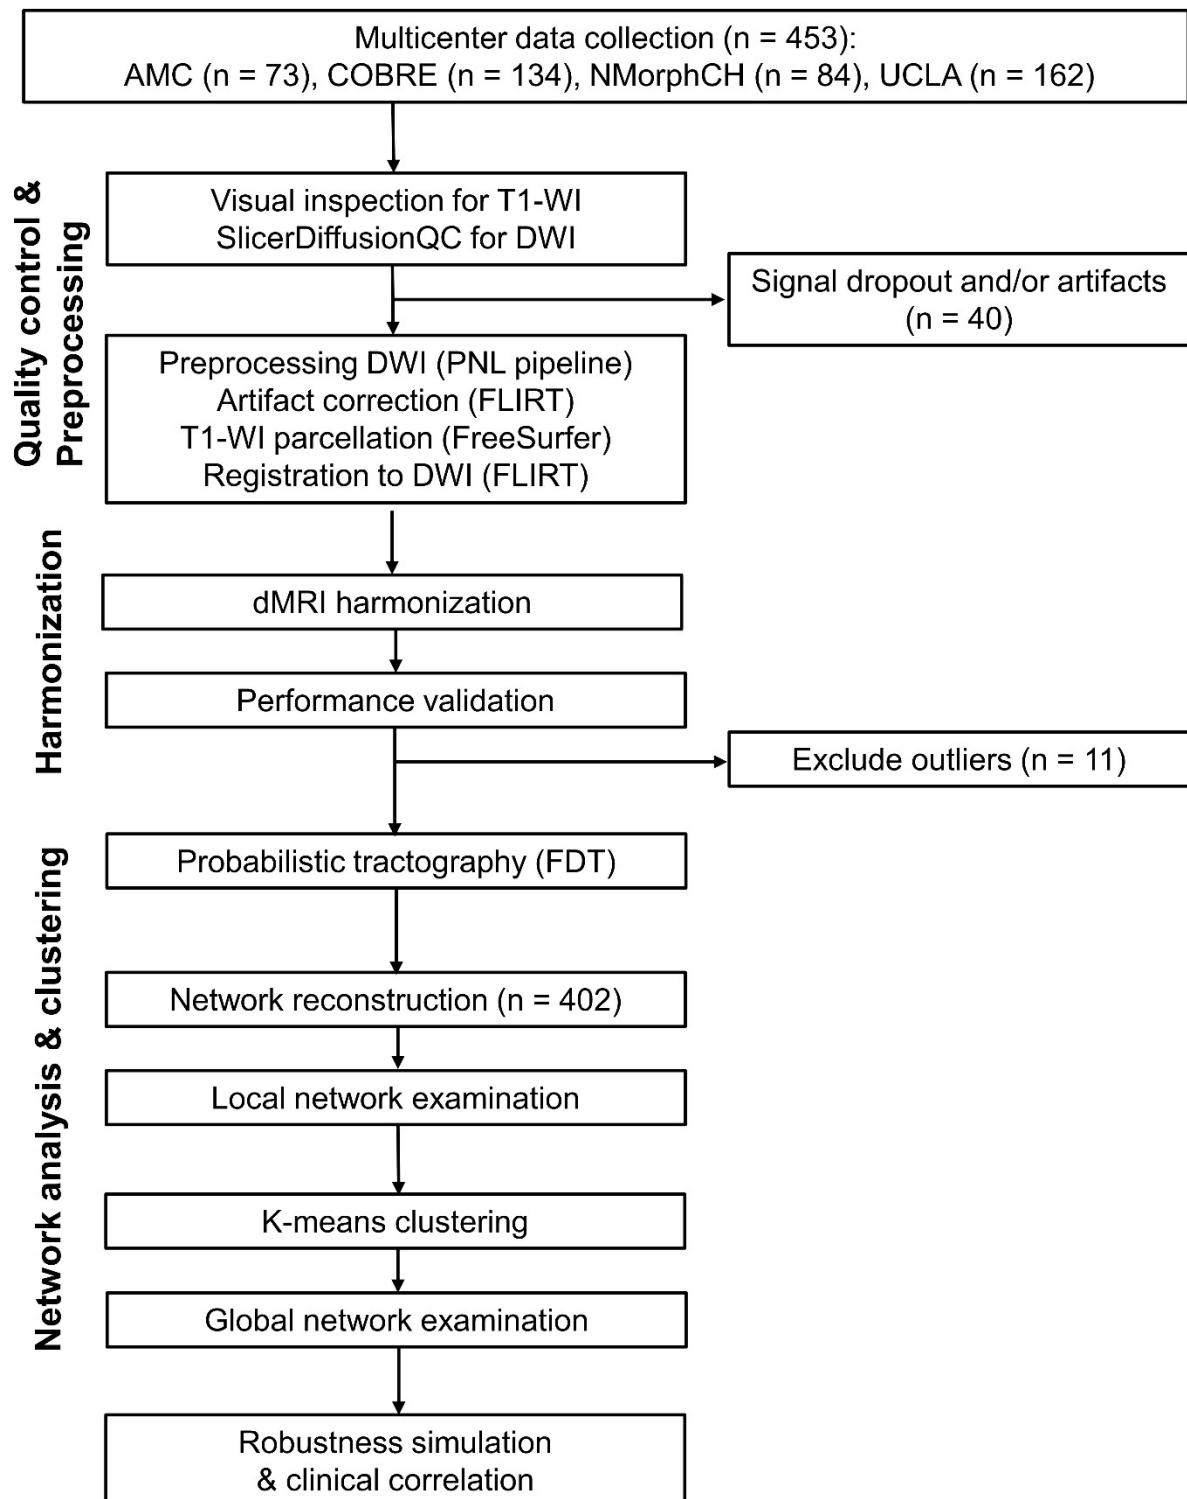 Multicenter data collection (n = 453):
AMC (n = 73), COBRE (n = 134), NMorphCH (n = 84), UCLA (n = 162)
Quality control &
Preprocessing
Visual inspection for T1-WI
SlicerDiffusionQC for DWI
Signal dropout and/or artifacts
(n = 40)
Preprocessing DWI (PNL pipeline)
Artifact correction (FLIRT)
T1-WI parcellation (FreeSurfer)
Registration to DWI (FLIRT)
Harmonization
dMRI harmonization
Performance validation
Exclude outliers (n = 11)
Network analysis & clustering
Probabilistic tractography (FDT)
Network reconstruction (n = 402)
Local network examination
K-means clustering
Global network examination
Robustness simulation
& clinical correlation